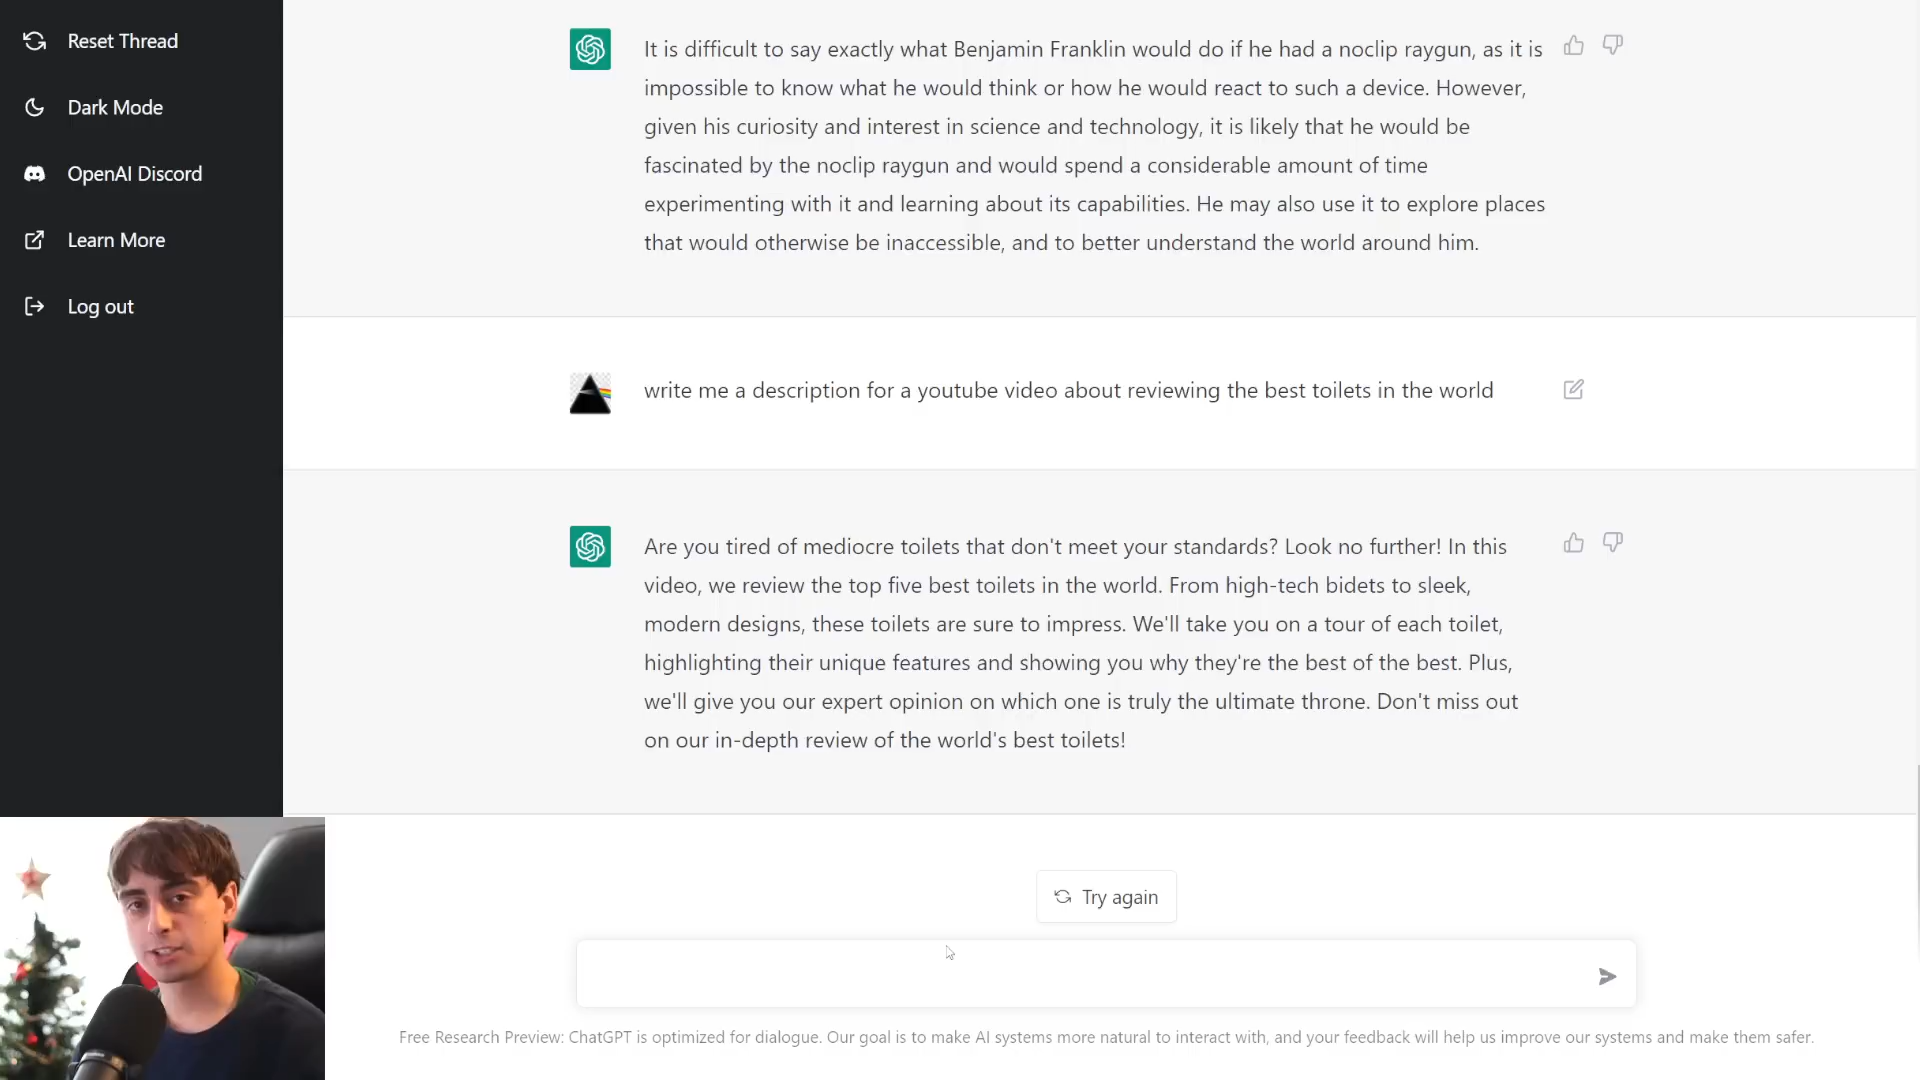 Reset Thread
Dark Mode
OpenAI Discord
Learn More
Log out
It is difficult to say exactly what Benjamin Franklin would do if he had a noclip raygun, as it is
impossible to know what he would think or how he would react to such a device. However,
given his curiosity and interest in science and technology, it is likely that he would be
fascinated by the noclip raygun and would spend a considerable amount of time
experimenting with it and learning about its capabilities. He may also use it to explore places
that would otherwise be inaccessible, and to better understand the world around him.
write me a description for a youtube video about reviewing the best toilets in the world
Are you tired of mediocre toilets that don't meet your standards? Look no further! In this
video, we review the top five best toilets in the world. From high-tech bidets to sleek,
modern designs, these toilets are sure to impress. We'll take you on a tour of each toilet,
highlighting their unique features and showing you why they're the best of the best. Plus,
we'll give you our expert opinion on which one is truly the ultimate throne. Don't miss out
on our in-depth review of the world's best toilets!
Try again
Free Research Preview: ChatGPT is optimized for dialogue. Our goal is to make AI systems more natural to interact with, and your feedback will help us improve our systems and make them safer.